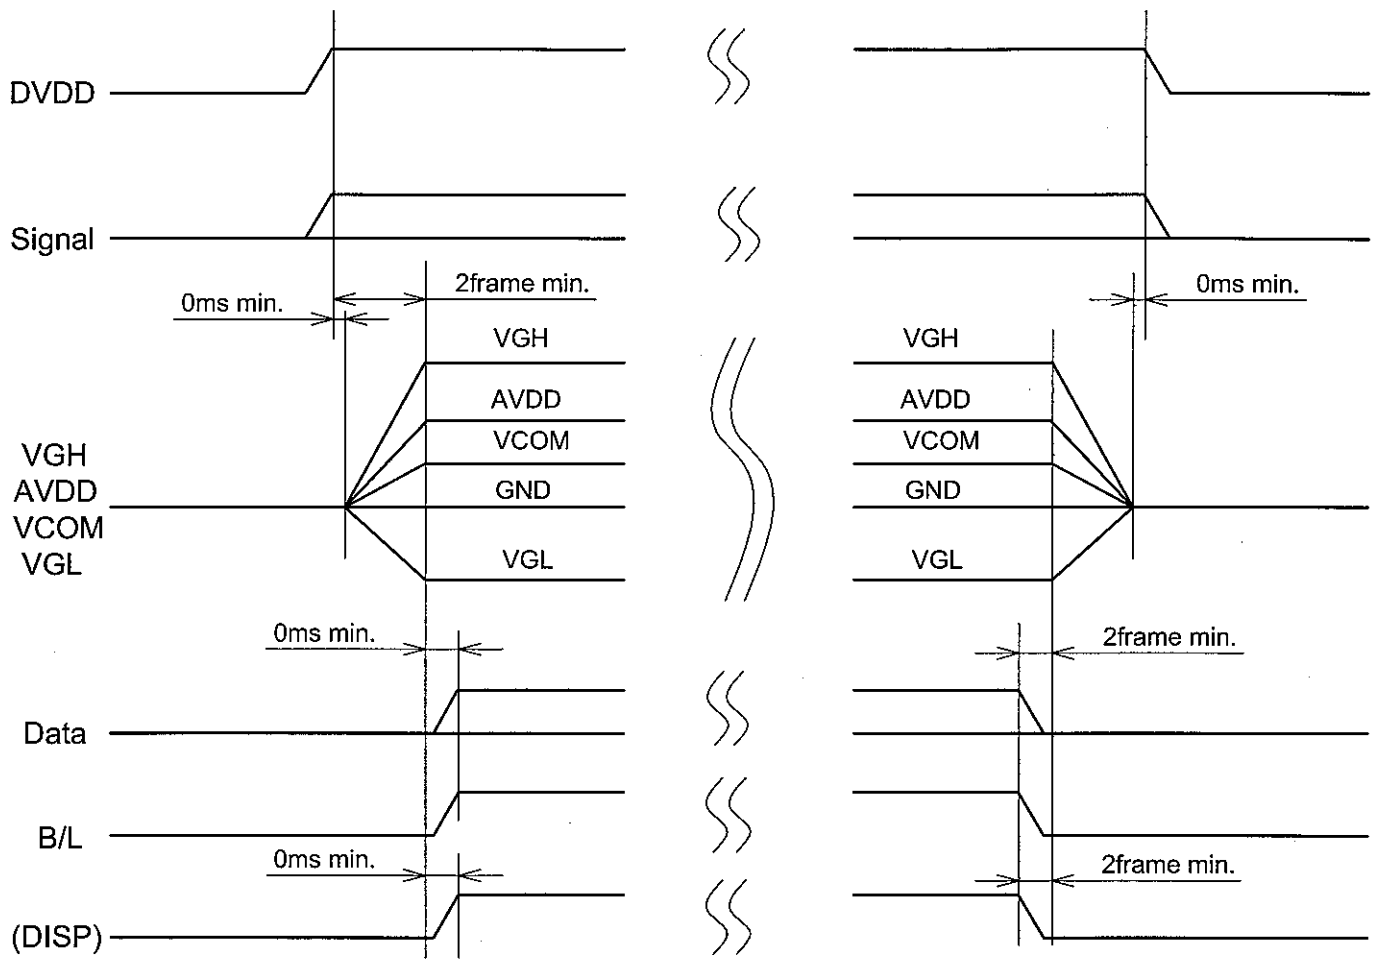 DVDD
Signal
0ms min.
2frame min.
0ms min.
VGH
VGH
AVDD
AVDD
VCOM
VCOM
GND
GND
VGL
VGL
VGH
AVDD
VCOM
VGL
0ms min.
2frame min.
Data
B/L
0ms min.
2frame min.
(DISP)